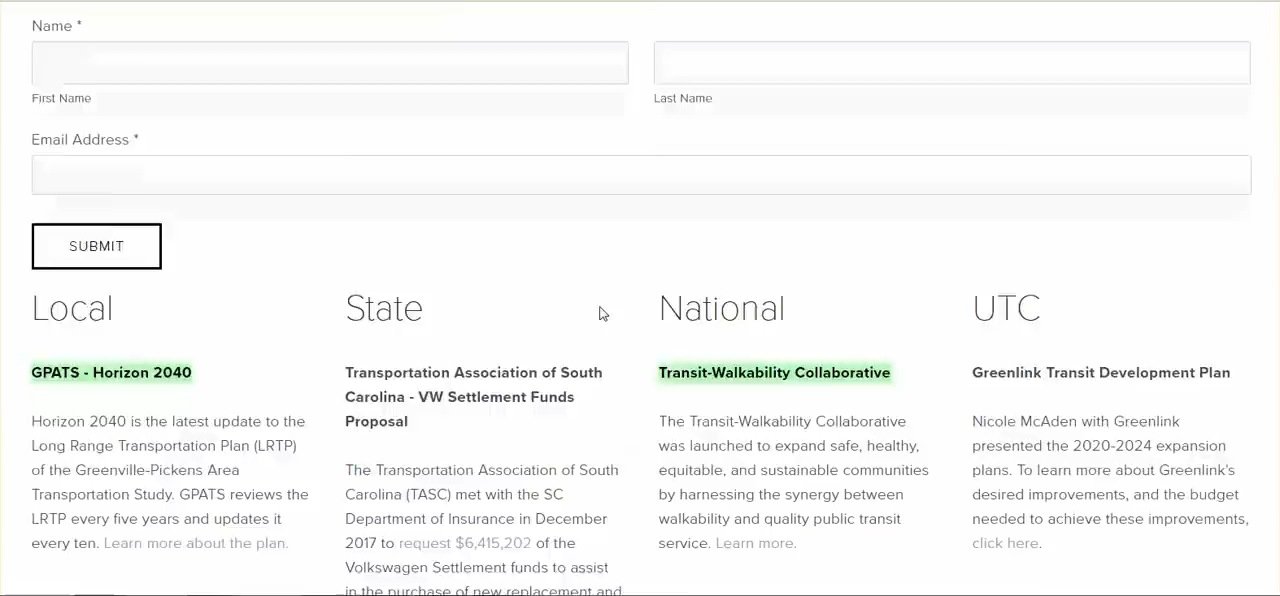 Name *
First Name
Last Name
Email Address *
SUBMIT
Local
GPATS - Horizon 2040
Horizon 2040 is the latest update to the
Long Range Transportation Plan (LRTP)
of the Greenville-Pickens Area
Transportation Study. GPATS reviews the
LRTP every five years and updates it
every ten. Learn more about the plan.
State
Transportation Association of South
Carolina - VW Settlement Funds
Proposal
The Transportation Association of South
Carolina (TASC) met with the SC
Department of Insurance in December
2017 to request $6,415,202 of the
Volkswagen Settlement funds to assist
in the purchase of new replacement and
National
Transit-Walkability Collaborative
The Transit-Walkability Collaborative
was launched to expand safe, healthy,
equitable, and sustainable communities
by harnessing the synergy between
walkability and quality public transit
service. Learn more.
UTC
Greenlink Transit Development Plan
Nicole McAden with Greenlink
presented the 2020-2024 expansion
plans. To learn more about Greenlink's
desired improvements, and the budget
needed to achieve these improvements,
click here.